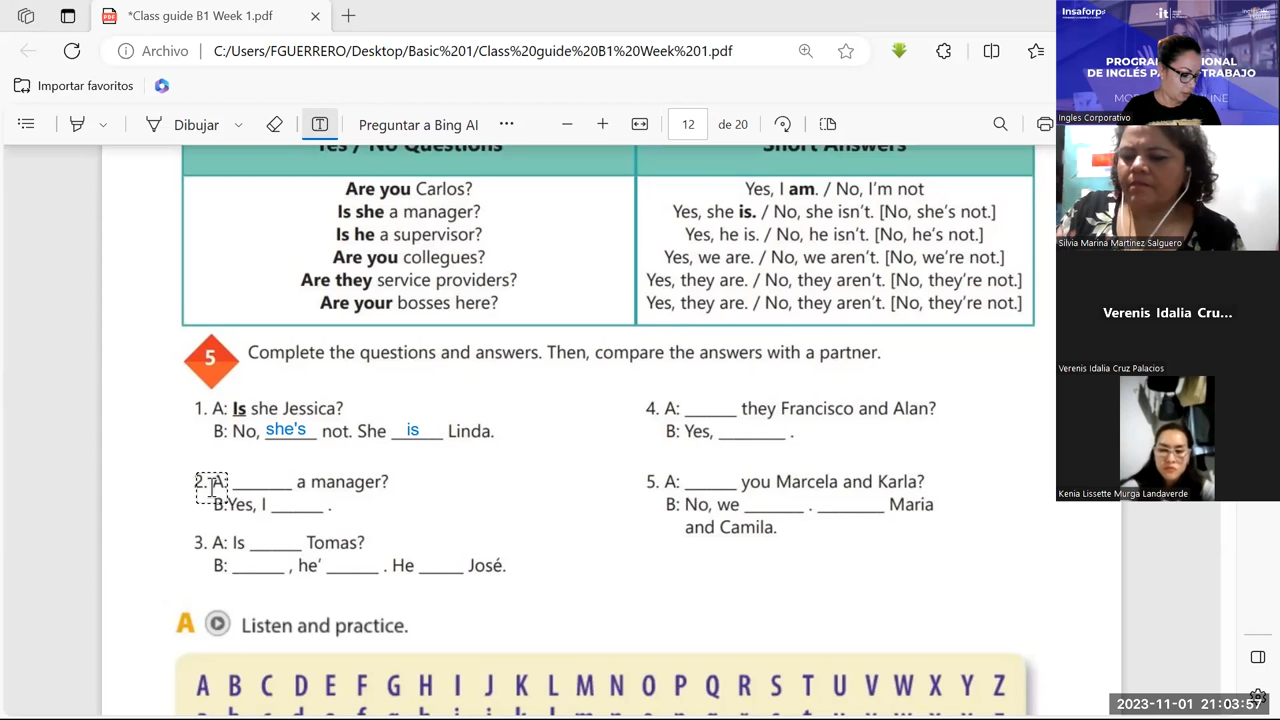 *Class guide B1 Week 1.pdf
Archivo
C:/Users/FGUERRERO/Desktop/Basic%201/Class%20guide%20B1%20Week%201.pdf
Importar favoritos
Dibujar
Preguntar a Bing AI
12
de 20
Yes / No Questions
Short Answers
Are you Carlos?
Yes, I am. / No, I'm not
Is she a manager?
Yes, she is. / No, she isn't. [No, she's not.]
Is he a supervisor?
Yes, he is. / No, he isn't. [No, he's not.]
Are you collegues?
Yes, we are. / No, we aren't. [No, we're not.]
Are they service providers?
Yes, they are. / No, they aren't. [No, they're not.]
Are your bosses here?
Yes, they are. / No, they aren't. [No, they're not.]
5
Complete the questions and answers. Then, compare the answers with a partner.
1. A: Is she Jessica?
B: No, she's not. She is Linda.
2. A: _______ a manager?
B:Yes, I ______ .
3. A: Is ______ Tomas?
B: ______ , he' ______ . He _____ José.
4. A: ______ they Francisco and Alan?
B: Yes, ________ .
5. A: ______ you Marcela and Karla?
B: No, we _______ . ________ Maria
and Camila.
A
Listen and practice.
A B C D E F G H I J K L M N O P Q R S T U V W X Y Z
Insaforp
Ingles Corporativo
Silvia Marina Martinez Salguero
Verenis Idalia Cru...
Verenis Idalia Cruz Palacios
Kenia Lissette Murga Landaverde
2023-11-01 21:03:57